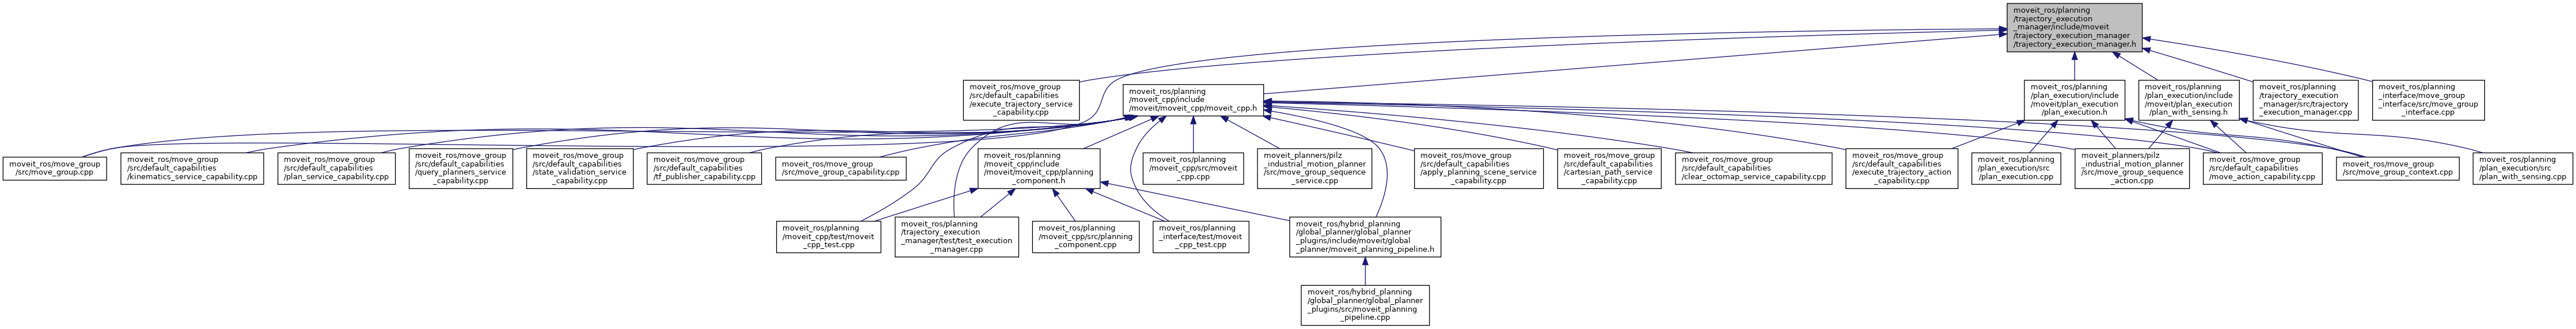 moveit_ros/planning
/trajectory_execution
_manager/include/moveit
/trajectory_execution_manager
/trajectory_execution_manager.h
moveit_ros/move_group
/src/default_capabilities
/execute_trajectory_service
_capability.cpp
moveit_ros/planning
/moveit_cpp/include
/moveit/moveit_cpp/moveit_cpp.h
moveit_ros/planning
/plan_execution/include
/moveit/plan_execution
/plan_execution.h
moveit_ros/planning
/plan_execution/include
/moveit/plan_execution
/plan_with_sensing.h
moveit_ros/planning
/trajectory_execution
_manager/src/trajectory
_execution_manager.cpp
moveit_ros/planning
_interface/move_group
_interface/src/move_group
_interface.cpp
moveit_ros/move_group
/src/move_group.cpp
moveit_ros/move_group
/src/default_capabilities
/kinematics_service_capability.cpp
moveit_ros/move_group
/src/default_capabilities
/plan_service_capability.cpp
moveit_ros/move_group
/src/default_capabilities
/query_planners_service
_capability.cpp
moveit_ros/move_group
/src/default_capabilities
/state_validation_service
_capability.cpp
moveit_ros/move_group
/src/default_capabilities
/tf_publisher_capability.cpp
moveit_ros/move_group
/src/move_group_capability.cpp
moveit_ros/planning
/moveit_cpp/include
/moveit/moveit_cpp/planning
_component.h
moveit_ros/planning
/moveit_cpp/src/moveit
_cpp.cpp
moveit_planners/pilz
_industrial_motion_planner
/src/move_group_sequence
_service.cpp
moveit_ros/move_group
/src/default_capabilities
/apply_planning_scene_service
_capability.cpp
moveit_ros/move_group
/src/default_capabilities
/cartesian_path_service
_capability.cpp
moveit_ros/move_group
/src/default_capabilities
/clear_octomap_service_capability.cpp
moveit_ros/move_group
/src/default_capabilities
/execute_trajectory_action
_capability.cpp
moveit_ros/planning
/plan_execution/src
/plan_execution.cpp
moveit_planners/pilz
_industrial_motion_planner
/src/move_group_sequence
_action.cpp
moveit_ros/move_group
/src/default_capabilities
/move_action_capability.cpp
moveit_ros/move_group
/src/move_group_context.cpp
moveit_ros/planning
/plan_execution/src
/plan_with_sensing.cpp
moveit_ros/planning
/moveit_cpp/test/moveit
_cpp_test.cpp
moveit_ros/planning
/trajectory_execution
_manager/test/test_execution
_manager.cpp
moveit_ros/planning
/moveit_cpp/src/planning
_component.cpp
moveit_ros/planning
_interface/test/moveit
_cpp_test.cpp
moveit_ros/hybrid_planning
/global_planner/global_planner
_plugins/include/moveit/global
_planner/moveit_planning_pipeline.h
moveit_ros/hybrid_planning
/global_planner/global_planner
_plugins/src/moveit_planning
_pipeline.cpp